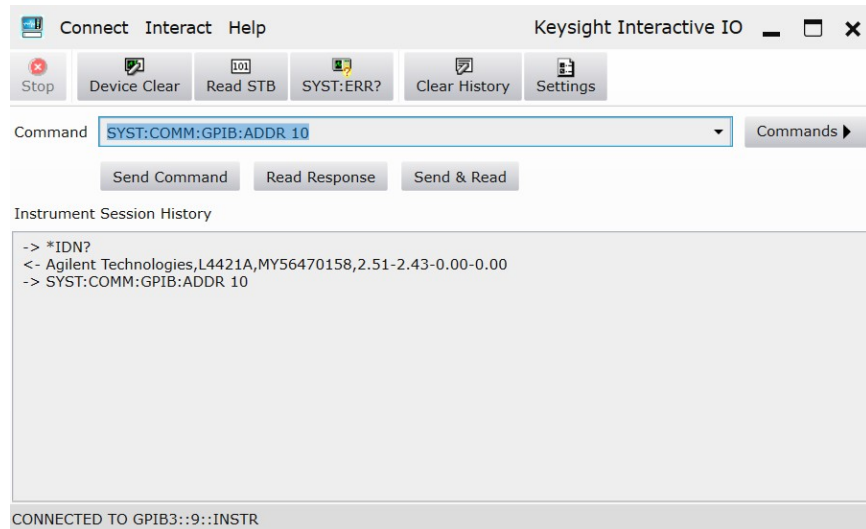 Connect Interact Help Keysight Interactive IO
Stop Device Clear 101 Read STB SYST:ERR? Clear History Settings
Command SYST:COMM:GPIB:ADDR 10 Commands
Send Command Read Response Send & Read
Instrument Session History
-> *IDN?
<- Agilent Technologies,L4421A,MY56470158,2.51-2.43-0.00-0.00
-> SYST:COMM:GPIB:ADDR 10
CONNECTED TO GPIB3::9::INSTR